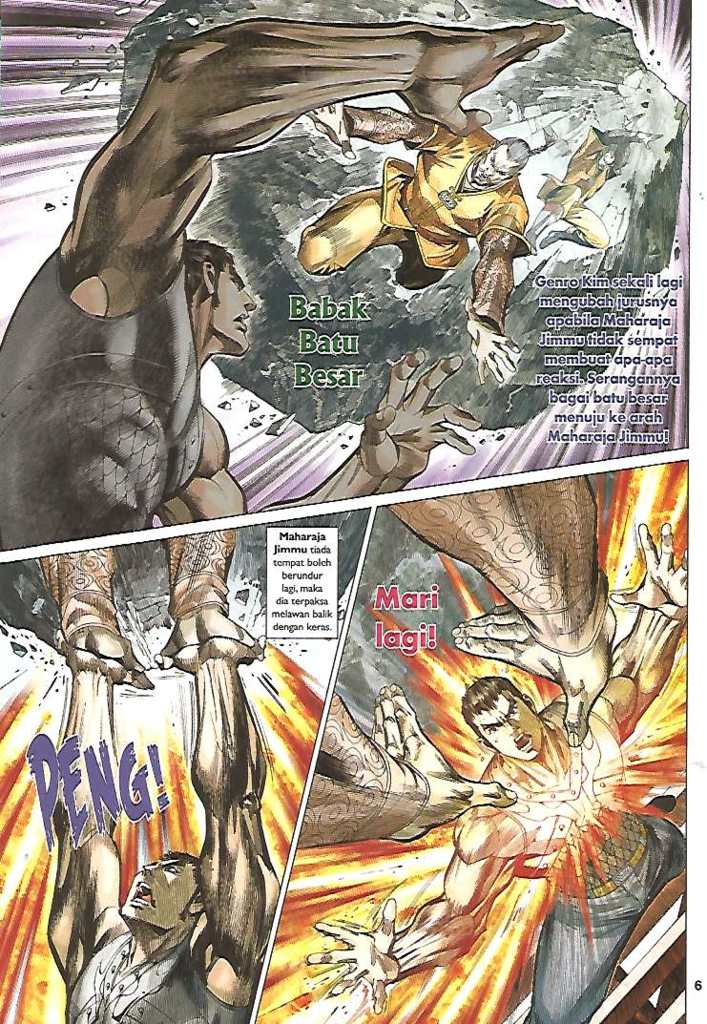 Babak
Batu
Besar
Genro Kim sekali lagi
mengubah jurusnya
apabila Maharaja
Jimmu tidak sempat
membuat apa-apa
reaksi. Serangannya
bagai batu besar
menuju ke arah
Maharaja Jimmu!
Maharaja
Jimmu tiada
tempat boleh
berundur
lagi, maka
dia terpaksa
melawan balik
dengan keras.
PENG!
Mari
lagi!
6